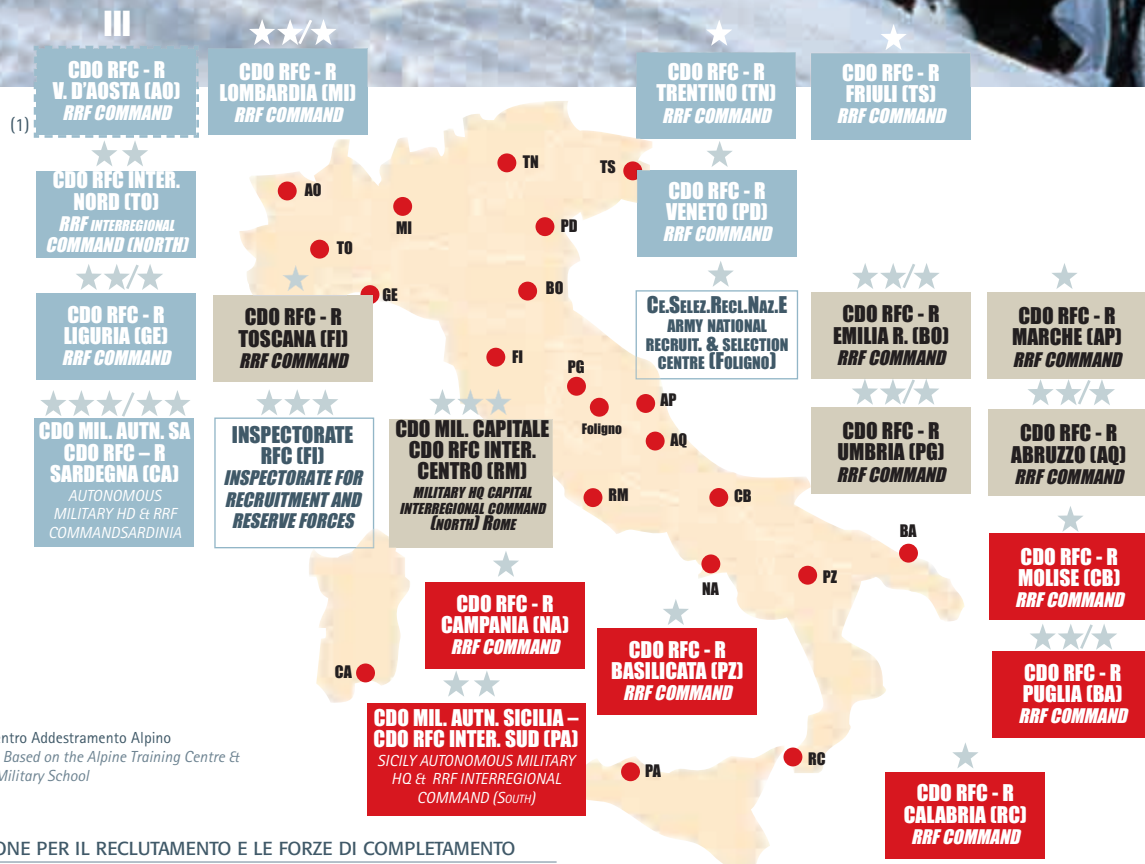 III
CDO RFC - R
V. D'AOSTA (AO)
RRF COMMAND
(1)
CDO RFC - R
LOMBARDIA (MI)
RRF COMMAND
CDO RFC - R
TRENTINO (TN)
RRF COMMAND
CDO RFC - R
FRIULI (TS)
RRF COMMAND
CDO RFC INTER.
NORD (TO)
RRF INTERREGIONAL
COMMAND (NORTH)
CDO RFC - R
VENETO (PD)
RRF COMMAND
CDO RFC - R
LIGURIA (GE)
RRF COMMAND
CDO RFC - R
TOSCANA (FI)
RRF COMMAND
CE.SELEZ.RECL.NAZ.E
ARMY NATIONAL
RECRUIT. & SELECTION
CENTRE (FOLIGNO)
CDO RFC - R
EMILIA R. (BO)
RRF COMMAND
CDO RFC - R
MARCHE (AP)
RRF COMMAND
CDO MIL. AUTN. SA
CDO RFC – R
SARDEGNA (CA)
AUTONOMOUS
MILITARY HD & RRF
COMMANDSARDINIA
INSPECTORATE
RFC (FI)
INSPECTORATE FOR
RECRUITMENT AND
RESERVE FORCES
CDO MIL. CAPITALE
CDO RFC INTER.
CENTRO (RM)
MILITARY HQ CAPITAL
INTERREGIONAL COMMAND
(NORTH) ROME
CDO RFC - R
UMBRIA (PG)
RRF COMMAND
CDO RFC - R
ABRUZZO (AQ)
RRF COMMAND
CDO RFC - R
MOLISE (CB)
RRF COMMAND
CDO RFC - R
CAMPANIA (NA)
RRF COMMAND
CDO RFC - R
BASILICATA (PZ)
RRF COMMAND
CDO RFC - R
PUGLIA (BA)
RRF COMMAND
CDO MIL. AUTN. SICILIA –
CDO RFC INTER. SUD (PA)
SICILY AUTONOMOUS MILITARY
HQ & RRF INTERREGIONAL
COMMAND (SOUTH)
CDO RFC - R
CALABRIA (RC)
RRF COMMAND
TN
TS
AO
MI
PD
TO
BO
GE
FI
PG
AP
Foligno
AQ
RM
CB
BA
NA
PZ
CA
RC
PA
entro Addestramento Alpino
Based on the Alpine Training Centre &
Military School
ONE PER IL RECLUTAMENTO E LE FORZE DI COMPLETAMENTO